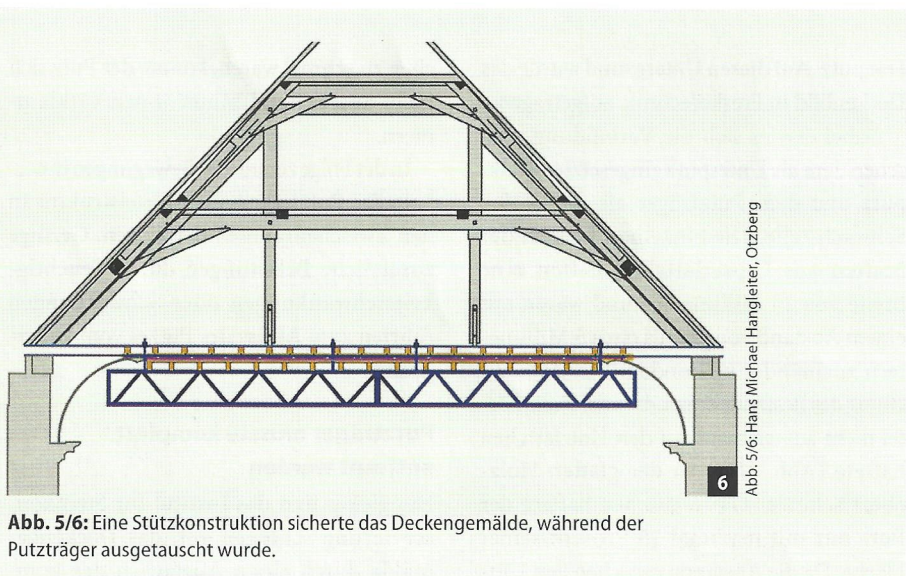 Abb. 5/6: Hans Michael Hangleiter, Otzberg
6
Abb. 5/6: Eine Stützkonstruktion sicherte das Deckengemälde, während der
Putzträger ausgetauscht wurde.